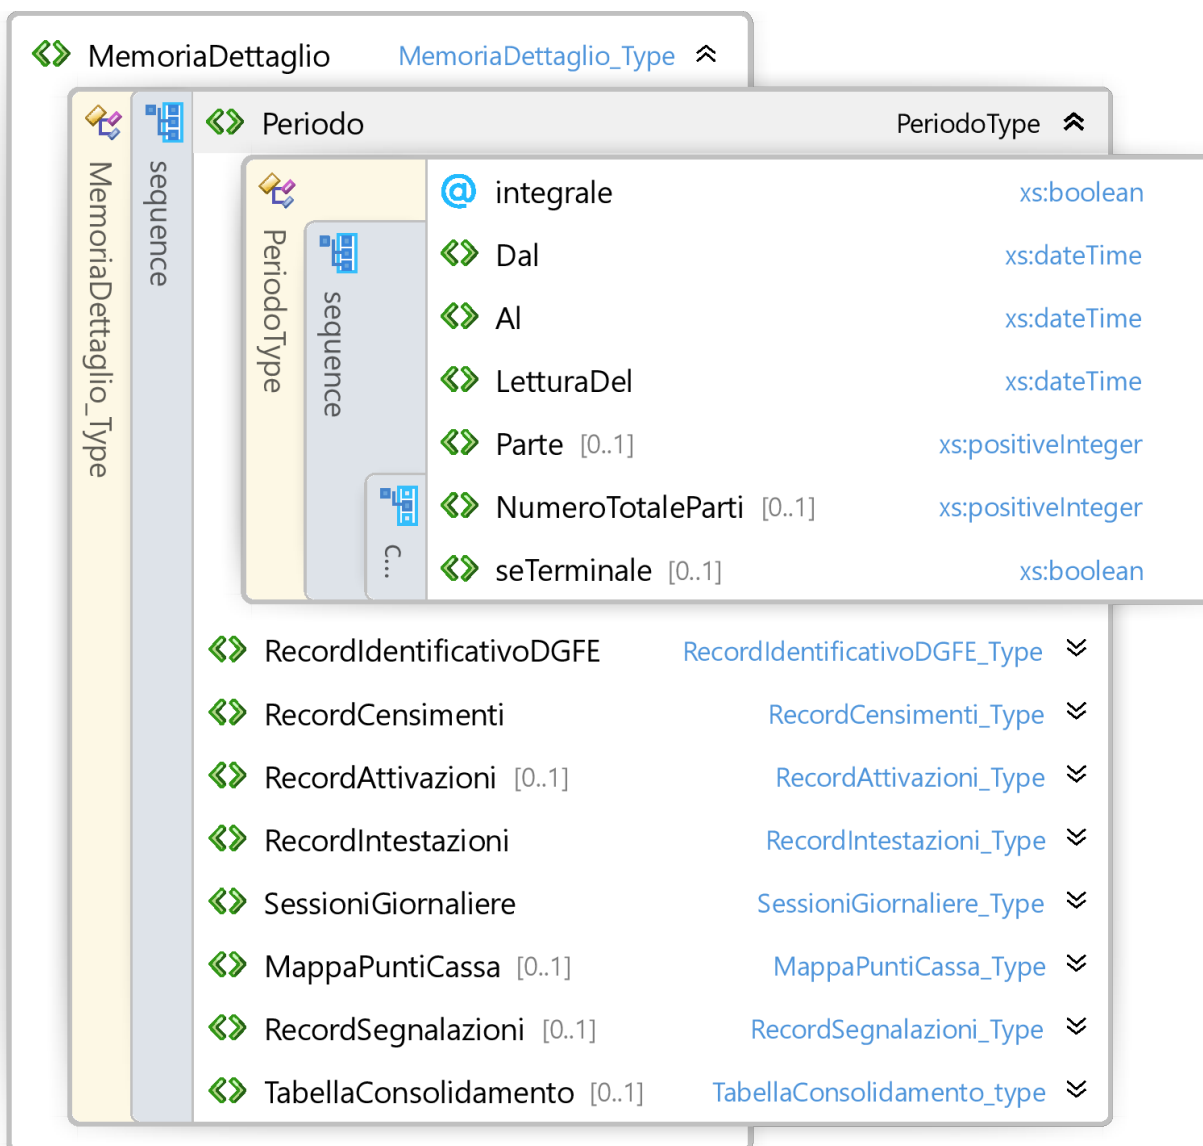 MemoriaDettaglio MemoriaDettaglio_Type
MemoriaDettaglio_Type
sequence
Periodo PeriodoType
PeriodoType
sequence
c...
integrale xs:boolean
Dal xs:dateTime
Al xs:dateTime
LetturaDel xs:dateTime
Parte [0..1] xs:positiveInteger
NumeroTotaleParti [0..1] xs:positiveInteger
seTerminale [0..1] xs:boolean
RecordIdentificativoDGFE RecordIdentificativoDGFE_Type
RecordCensimenti RecordCensimenti_Type
RecordAttivazioni [0..1] RecordAttivazioni_Type
RecordIntestazioni RecordIntestazioni_Type
SessioniGiornaliere SessioniGiornaliere_Type
MappaPuntiCassa [0..1] MappaPuntiCassa_Type
RecordSegnalazioni [0..1] RecordSegnalazioni_Type
TabellaConsolidamento [0..1] TabellaConsolidamento_type